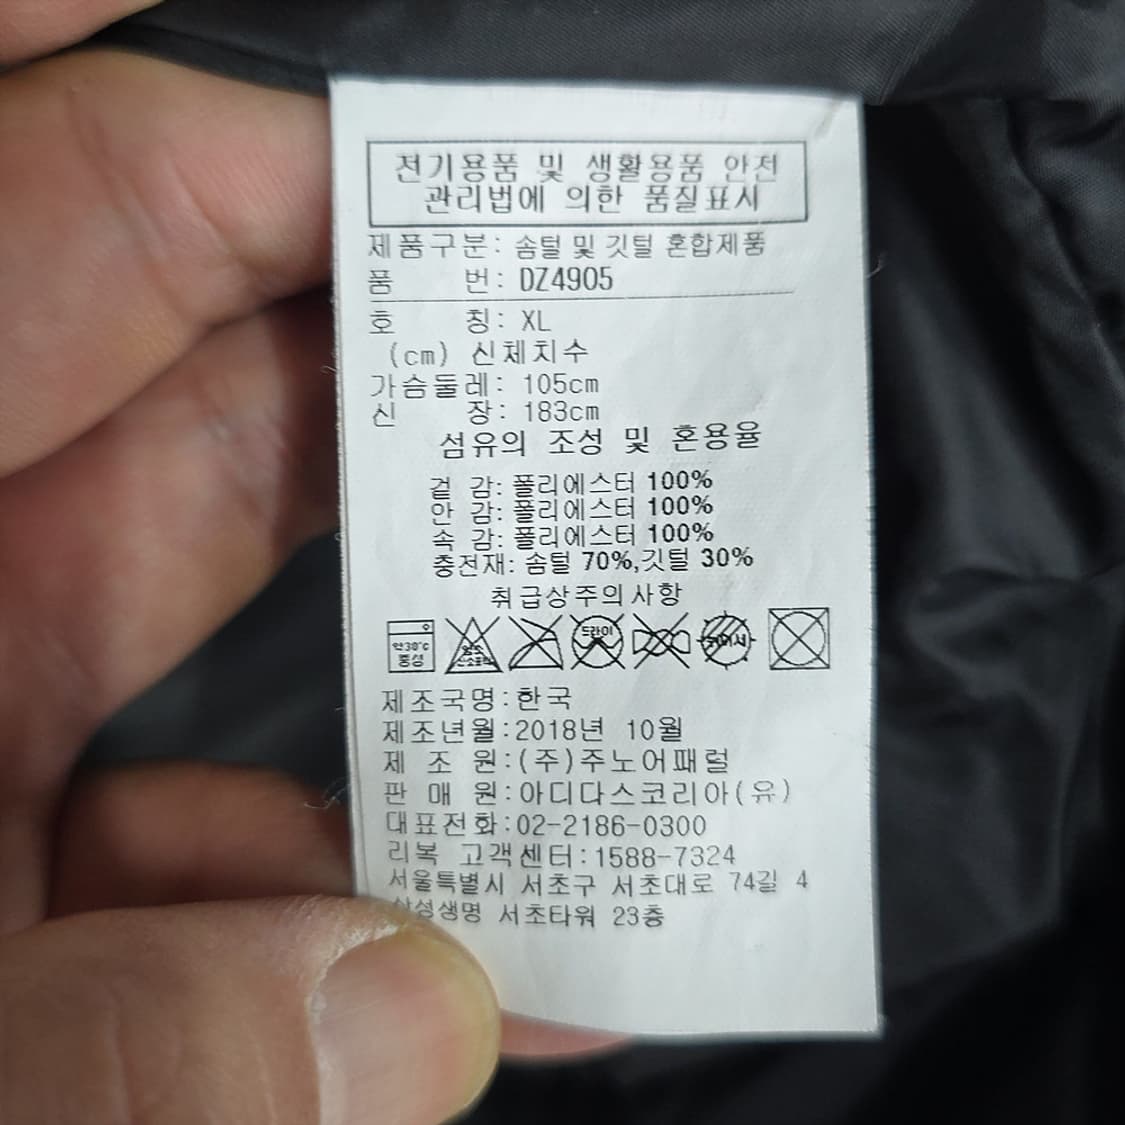 전기용품 및 생활용품 안전
관리법에 의한 품질표시
제품구분: 솜털 및 깃털 혼합제품
품 번: DZ4905
호 칭: XL
(cm) 신체치수
가슴둘레: 105cm
신 장: 183cm
섬유의 조성 및 혼용율
겉 감: 폴리에스터 100%
안 감: 폴리에스터 100%
속 감: 폴리에스터 100%
충전재: 솜털 70%,깃털 30%
취급상주의사항
약30℃
중성
드라이
제조국명:한국
제조년월:2018년 10월
제 조 원:(주)주노어패럴
판 매 원:아디다스코리아(유)
대표전화:02-2186-0300
리복 고객센터:1588-7324
서울특별시 서초구 서초대로 74길 4
삼성생명 서초타워 23층